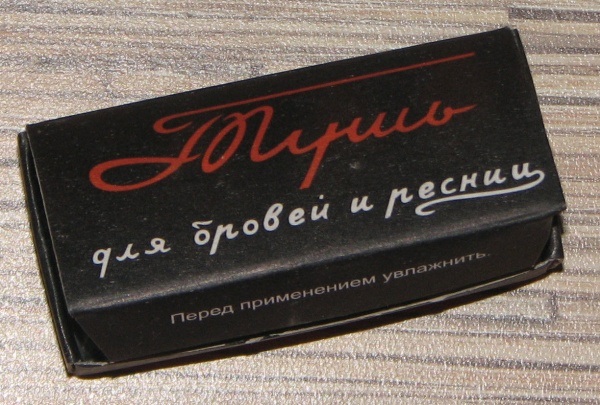 Тушь
для бровей и ресниц
Перед применением увлажнить.